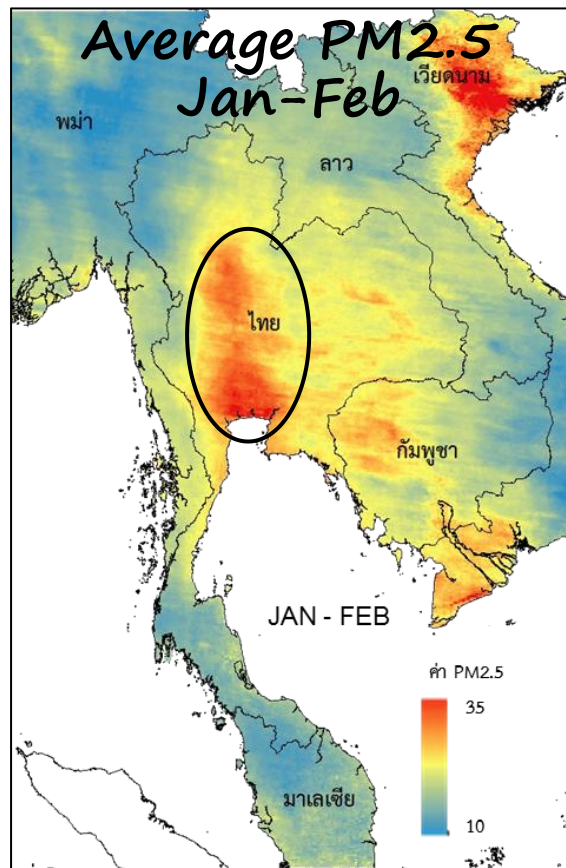 Average PM2.5
Jan-Feb
เวียดนาม
พม่า
ลาว
ไทย
กัมพูชา
JAN - FEB
ค่า PM2.5
35
10
มาเลเซีย